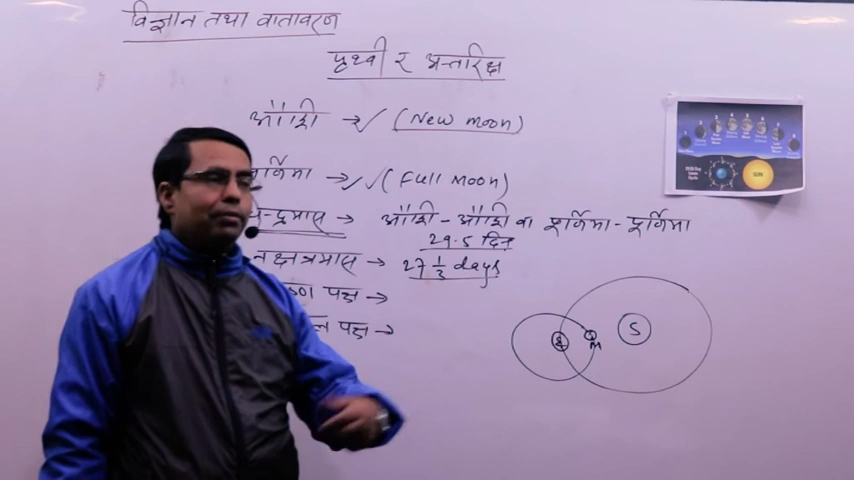 विज्ञान तथा वातावरण
पृथ्वी र अन्तरिक्ष
औंशी → ✓ (New moon)
र्णिमा → ✓✓ (Full Moon)
न्द्रमास → औंशी - औंशी वा पूर्णिमा - पूर्णिमा
29.5 दिन
नक्षत्रमास → 27 1/3 days
ष्ण पक्ष →
ल पक्ष →
S
M
SUN